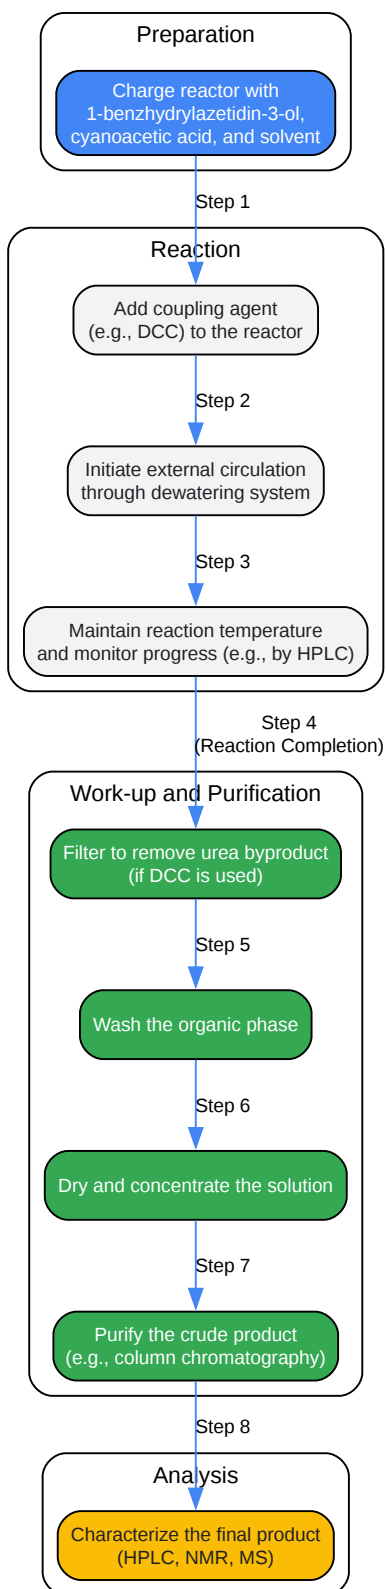 Preparation
Charge reactor with
1-benzhydrylazetidin-3-ol,
cyanoacetic acid, and solvent
Step 1
Reaction
Add coupling agent
(e.g., DCC) to the reactor
Step 2
Initiate external circulation
through dewatering system
Step 3
Maintain reaction temperature
and monitor progress (e.g., by HPLC)
Step 4
(Reaction Completion)
Work-up and Purification
Filter to remove urea byproduct
(if DCC is used)
Step 5
Wash the organic phase
Step 6
Dry and concentrate the solution
Step 7
Purify the crude product
(e.g., column chromatography)
Step 8
Analysis
Characterize the final product
(HPLC, NMR, MS)